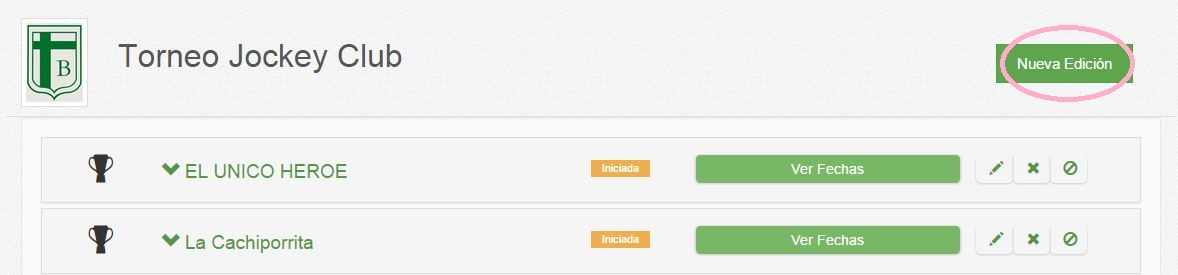 B
Torneo Jockey Club
Nueva Edición
EL UNICO HEROE
Iniciada
Ver Fechas
La Cachiporrita
Iniciada
Ver Fechas